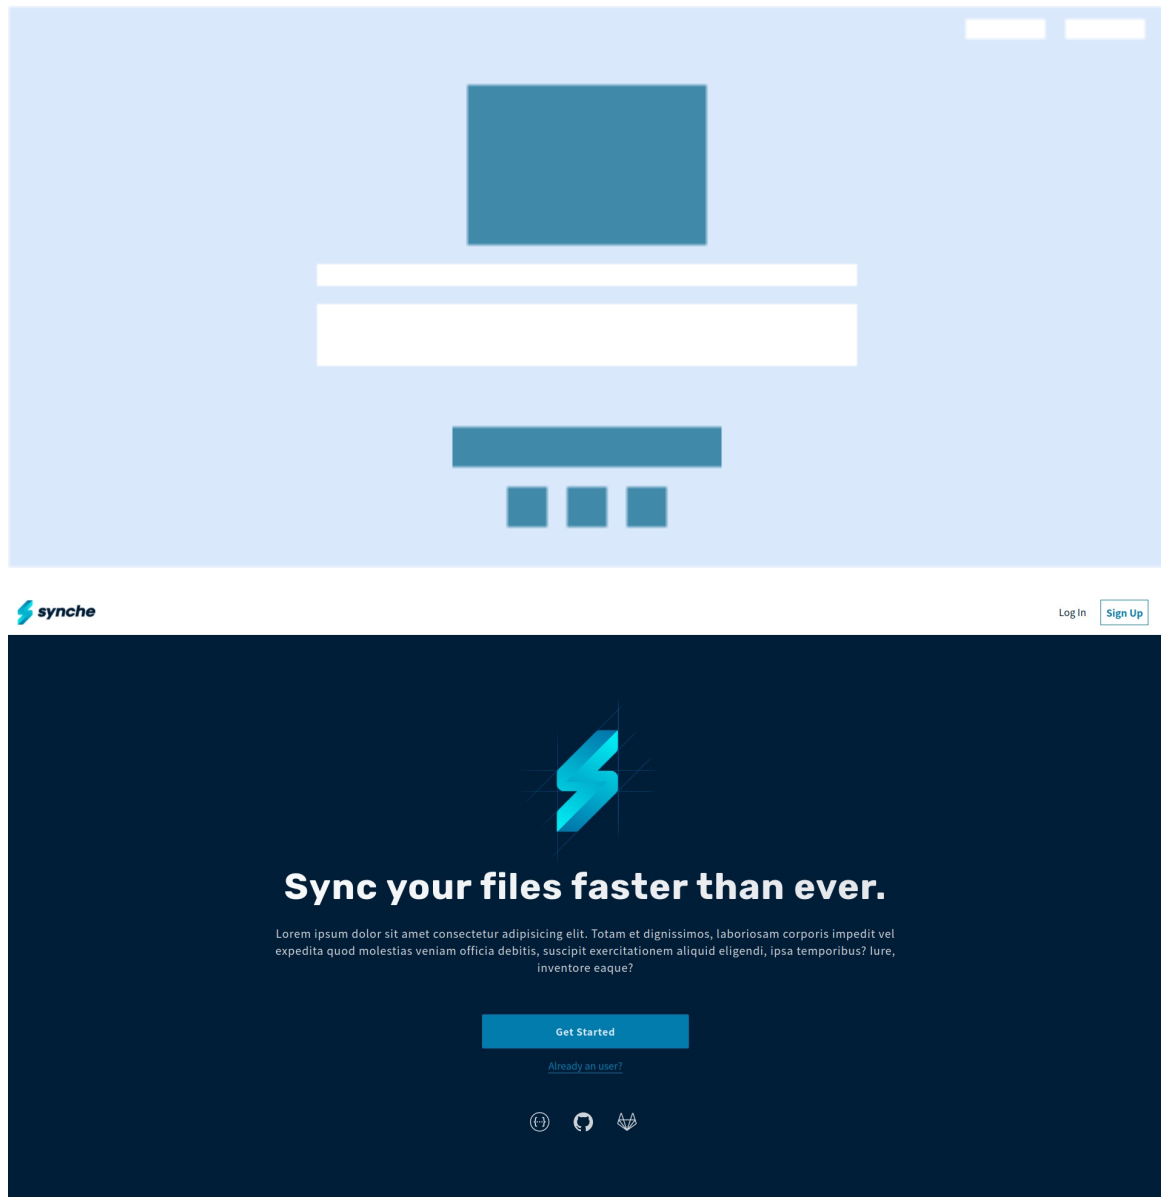 synche
Log In
Sign Up
Sync your files faster than ever.
Lorem ipsum dolor sit amet consectetur adipisicing elit. Totam et dignissimos, laboriosam corporis impedit vel
expedita quod molestias veniam officia debitis, suscipit exercitationem aliquid eligendi, ipsa temporibus? Iure,
inventore eaque?
Get Started
Already an user?